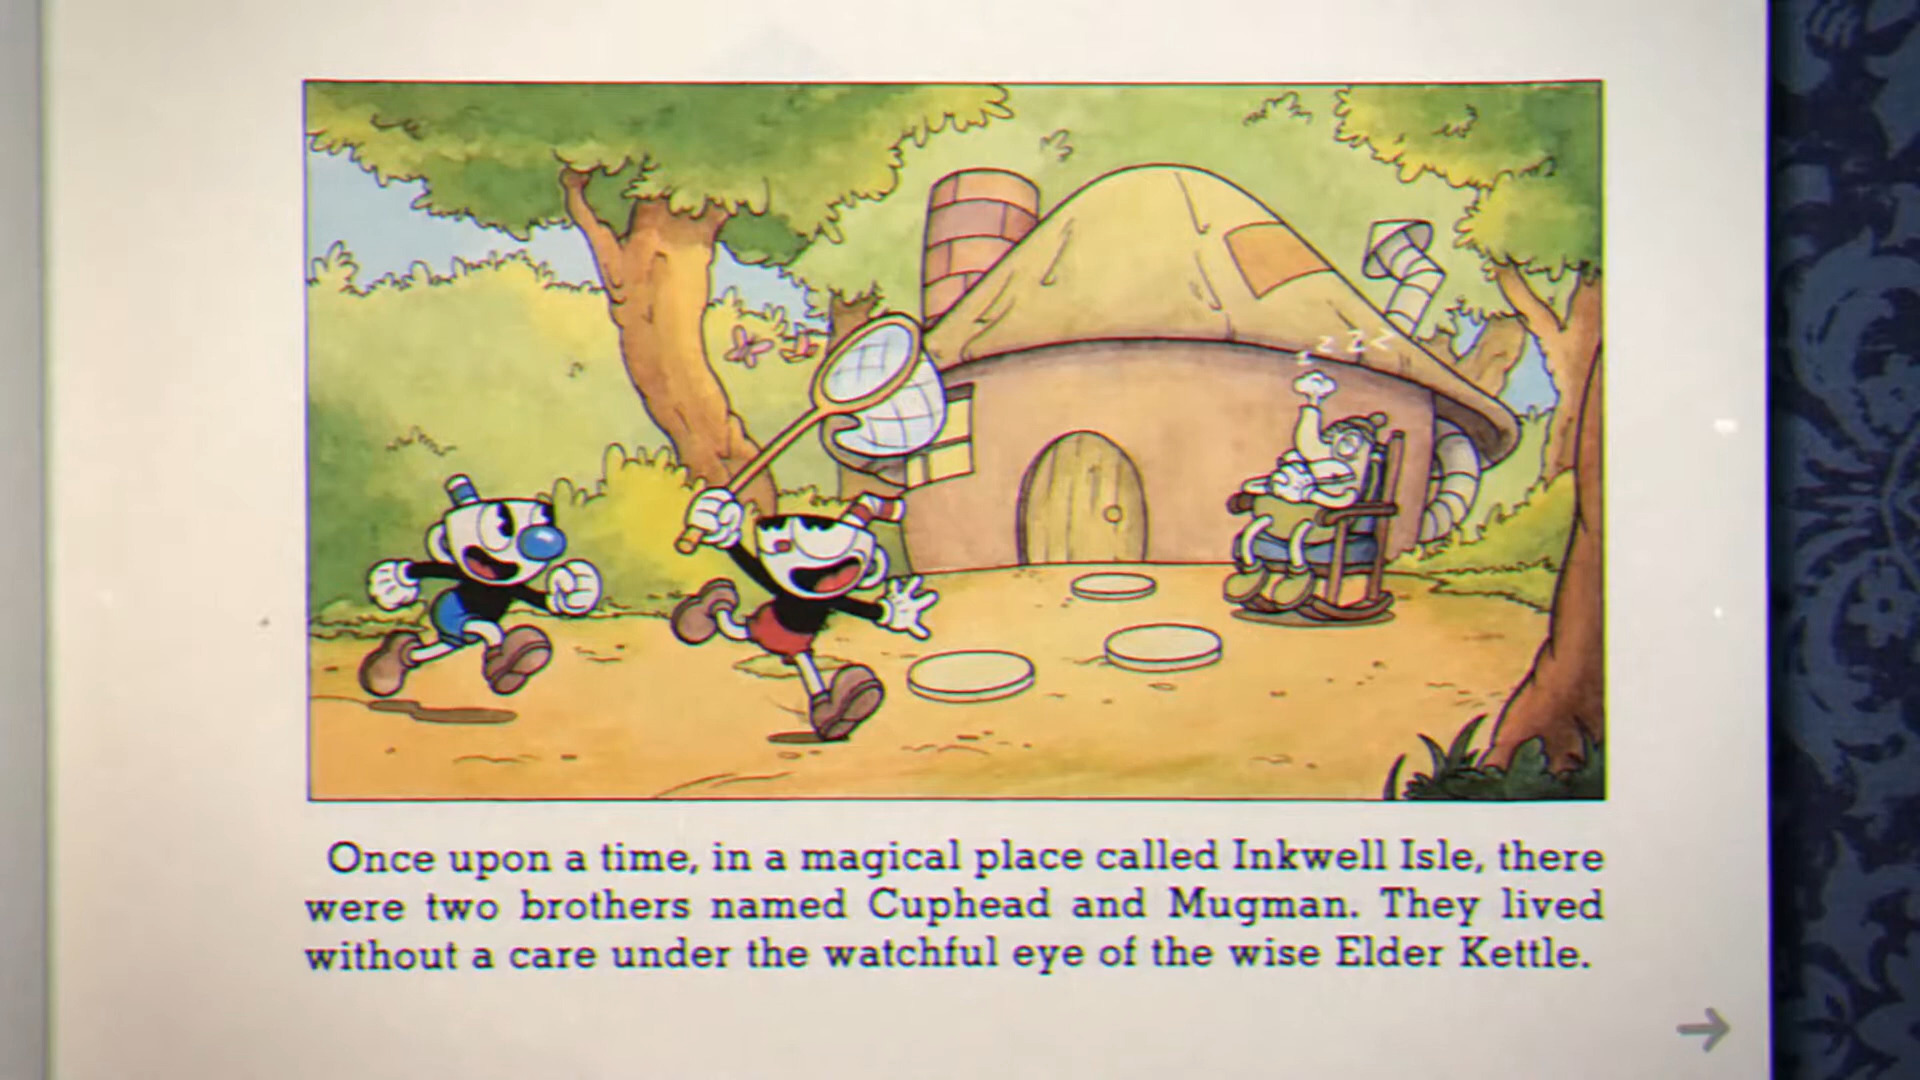 z z z z
Once upon a time, in a magical place called Inkwell Isle, there
were two brothers named Cuphead and Mugman. They lived
without a care under the watchful eye of the wise Elder Kettle.